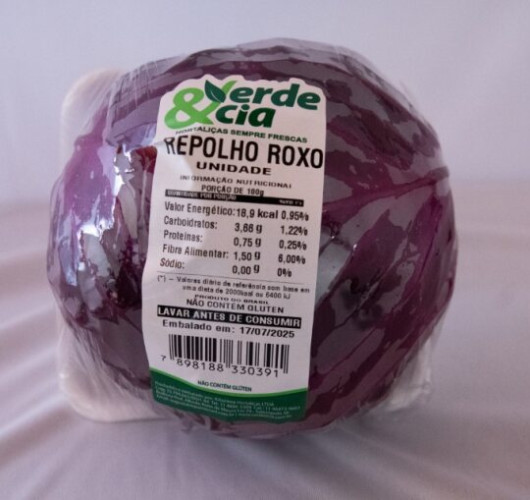 Verde
&cia
HORTALIÇAS SEMPRE FRESCAS
REPOLHO ROXO
UNIDADE
INFORMAÇÃO NUTRICIONAL
PORÇÃO DE 100g
Valor Energético: 18,9 kcal 0,95%
Carboidratos: 3,66 g 1,22%
Proteínas: 0,75 g 0,25%
Fibra Alimentar: 1,50 g 6,00%
Sódio: 0,00 g 0%
(*) - Valores diário de referência com base em
uma dieta de 2000kcal ou 8400 kJ
PRODUTO DO BRASIL
NÃO CONTÉM GLUTEN
LAVAR ANTES DE CONSUMIR
Embalado em: 17/07/2025
7 898188 330391
NÃO CONTÉM GLÚTEN